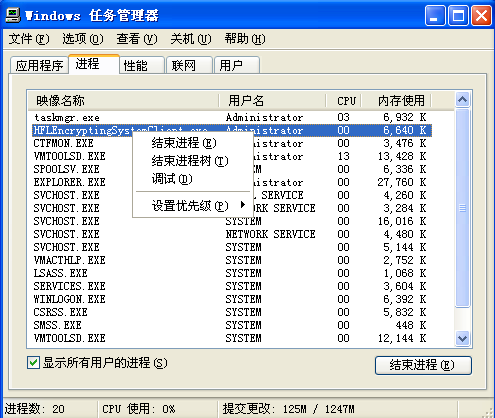 Windows 任务管理器
文件(F) 选项(O) 查看(V) 关机(U) 帮助(H)
应用程序 进程 性能 联网 用户
映像名称 用户名 CPU 内存使用
taskmgr.exe Administrator 03 6,932 K
HFLEncryptingSystemClient.exe Administrator 00 6,640 K
CTFMON.EXE istrator 00 3,476 K
结束进程(E)
VMTOOLSD.EXE istrator 13 13,428 K
结束进程树(T)
SPOOLSV.EXE 00 6,336 K
调试(D)
EXPLORER.EXE istrator 00 27,760 K
SVCHOST.EXE SERVICE 00 4,260 K
设置优先级(P)
SVCHOST.EXE RK SERVICE 00 3,284 K
SVCHOST.EXE SYSTEM 00 16,016 K
SVCHOST.EXE NETWORK SERVICE 00 4,480 K
SVCHOST.EXE SYSTEM 00 5,144 K
VMACTHLP.EXE SYSTEM 00 2,752 K
LSASS.EXE SYSTEM 00 1,068 K
SERVICES.EXE SYSTEM 00 3,604 K
WINLOGON.EXE SYSTEM 00 6,392 K
CSRSS.EXE SYSTEM 00 5,832 K
SMSS.EXE SYSTEM 00 448 K
VMTOOLSD.EXE SYSTEM 00 12,144 K
显示所有用户的进程(S) 结束进程(E)
进程数: 20 CPU 使用: 0% 提交更改: 125M / 1247M